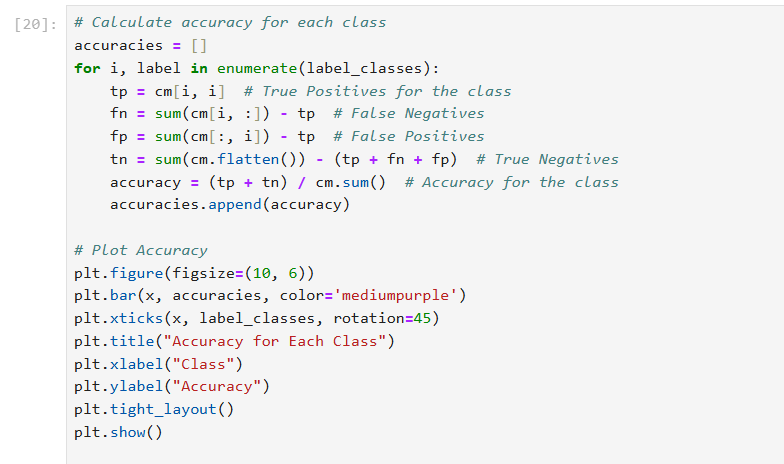 [20]:
# Calculate accuracy for each class
accuracies = []
for i, label in enumerate(label_classes):
    tp = cm[i, i]  # True Positives for the class
    fn = sum(cm[i, :]) - tp  # False Negatives
    fp = sum(cm[:, i]) - tp  # False Positives
    tn = sum(cm.flatten()) - (tp + fn + fp)  # True Negatives
    accuracy = (tp + tn) / cm.sum()  # Accuracy for the class
    accuracies.append(accuracy)

# Plot Accuracy
plt.figure(figsize=(10, 6))
plt.bar(x, accuracies, color='mediumpurple')
plt.xticks(x, label_classes, rotation=45)
plt.title("Accuracy for Each Class")
plt.xlabel("Class")
plt.ylabel("Accuracy")
plt.tight_layout()
plt.show()